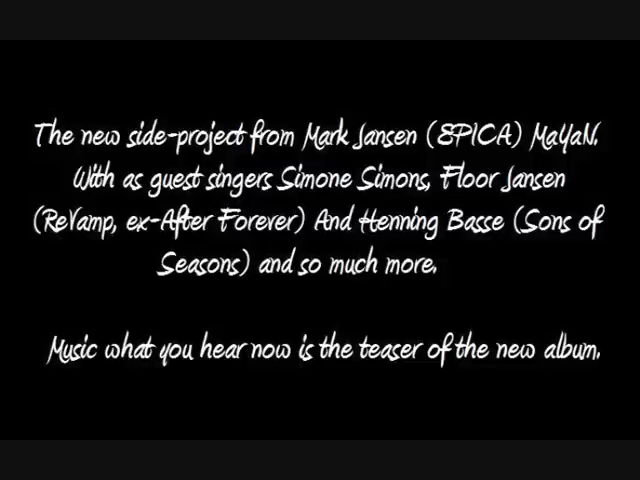 The new side-project from Mark Jansen (EPICA) MaYaN.
With as guest singers Simone Simons, Floor Jansen
(ReVamp, ex-After Forever) And Henning Basse (Sons of
Seasons) and so much more.
Music what you hear now is the teaser of the new album.